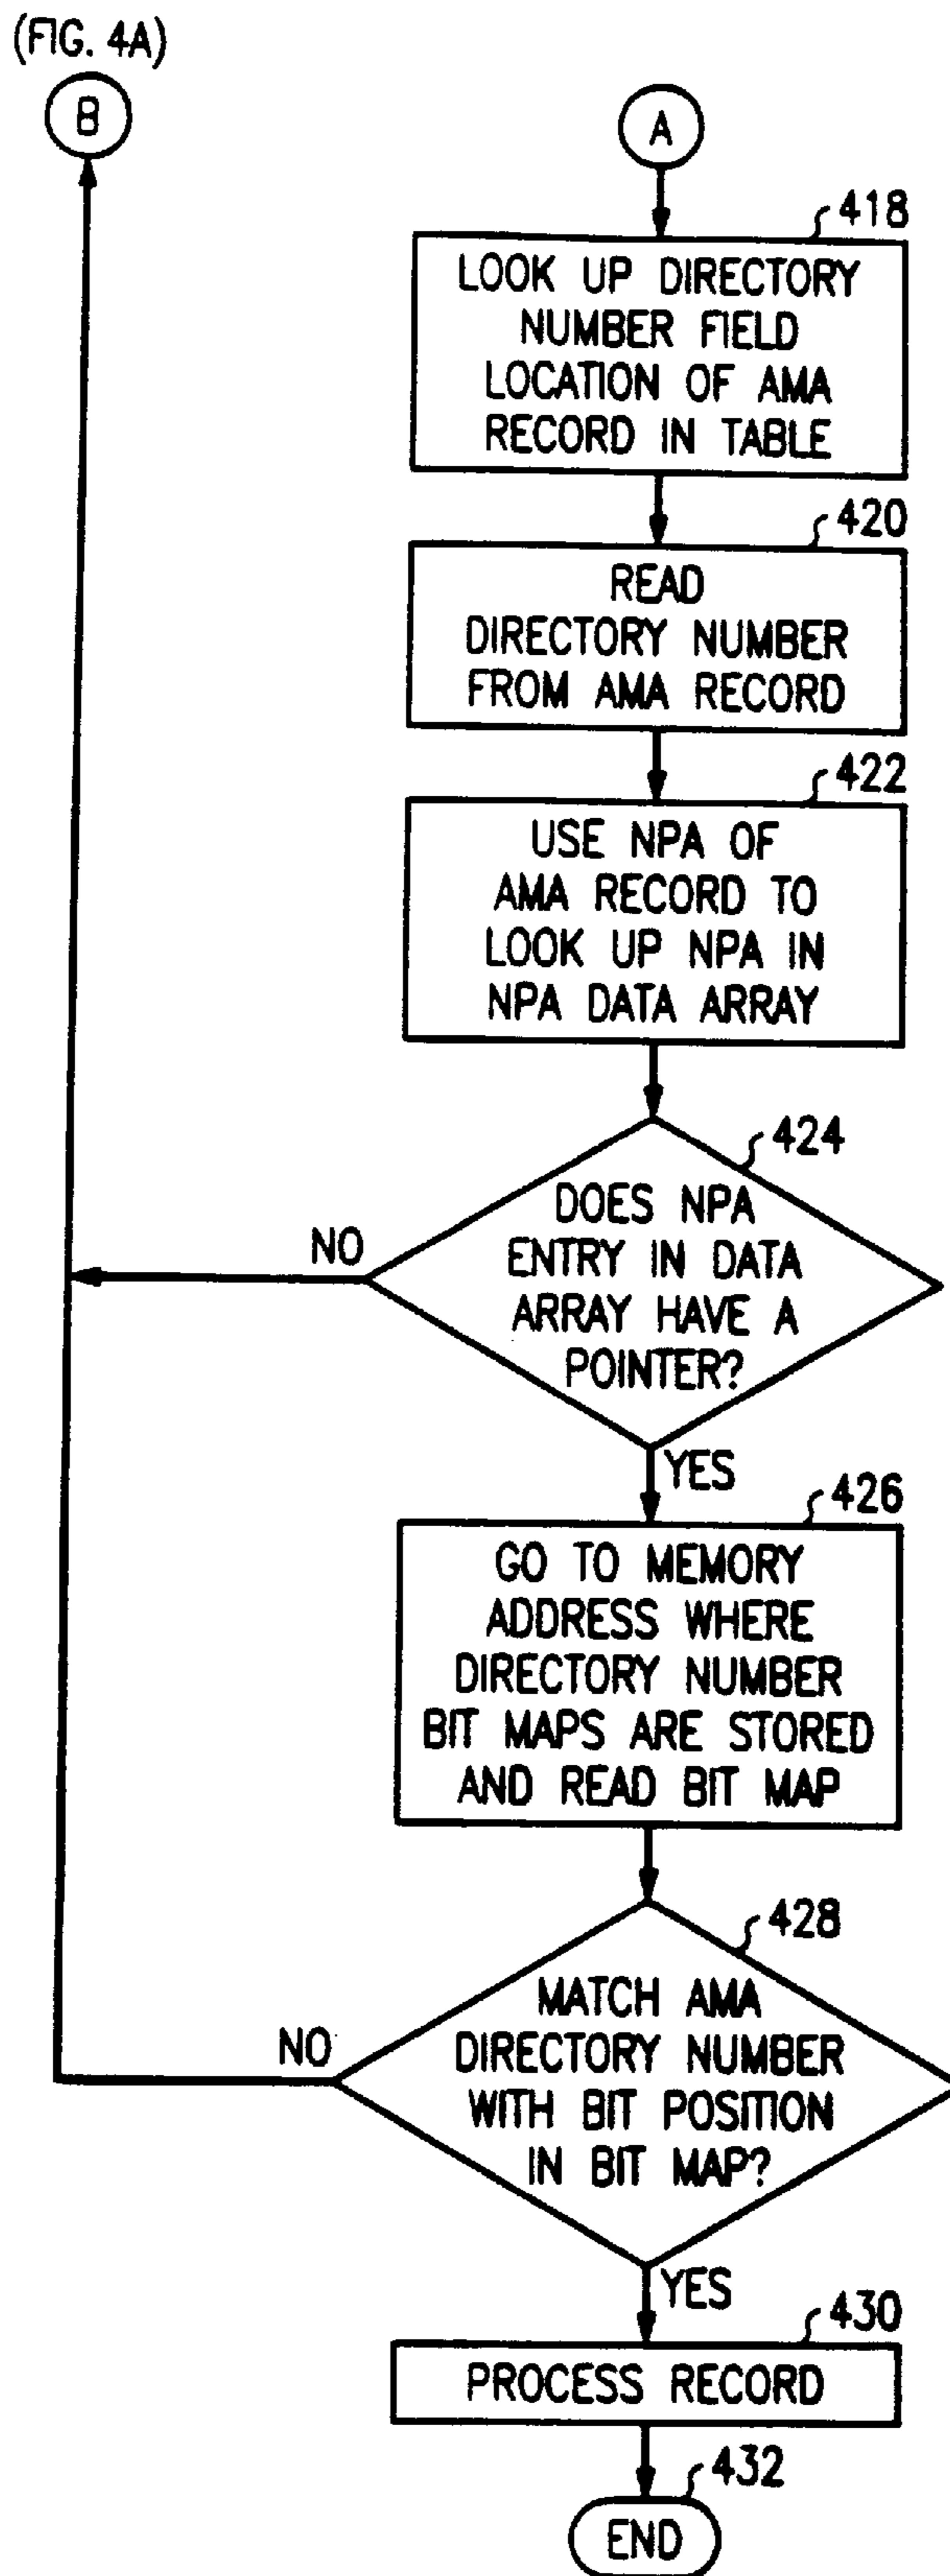 (FIG. 4A)
B
A
418
LOOK UP DIRECTORY
NUMBER FIELD
LOCATION OF AMA
RECORD IN TABLE
420
READ
DIRECTORY NUMBER
FROM AMA RECORD
422
USE NPA OF
AMA RECORD TO
LOOK UP NPA IN
NPA DATA ARRAY
424
DOES NPA
ENTRY IN DATA
ARRAY HAVE A
POINTER?
NO
YES
426
GO TO MEMORY
ADDRESS WHERE
DIRECTORY NUMBER
BIT MAPS ARE STORED
AND READ BIT MAP
428
MATCH AMA
DIRECTORY NUMBER
WITH BIT POSITION
IN BIT MAP?
NO
YES
430
PROCESS RECORD
432
END